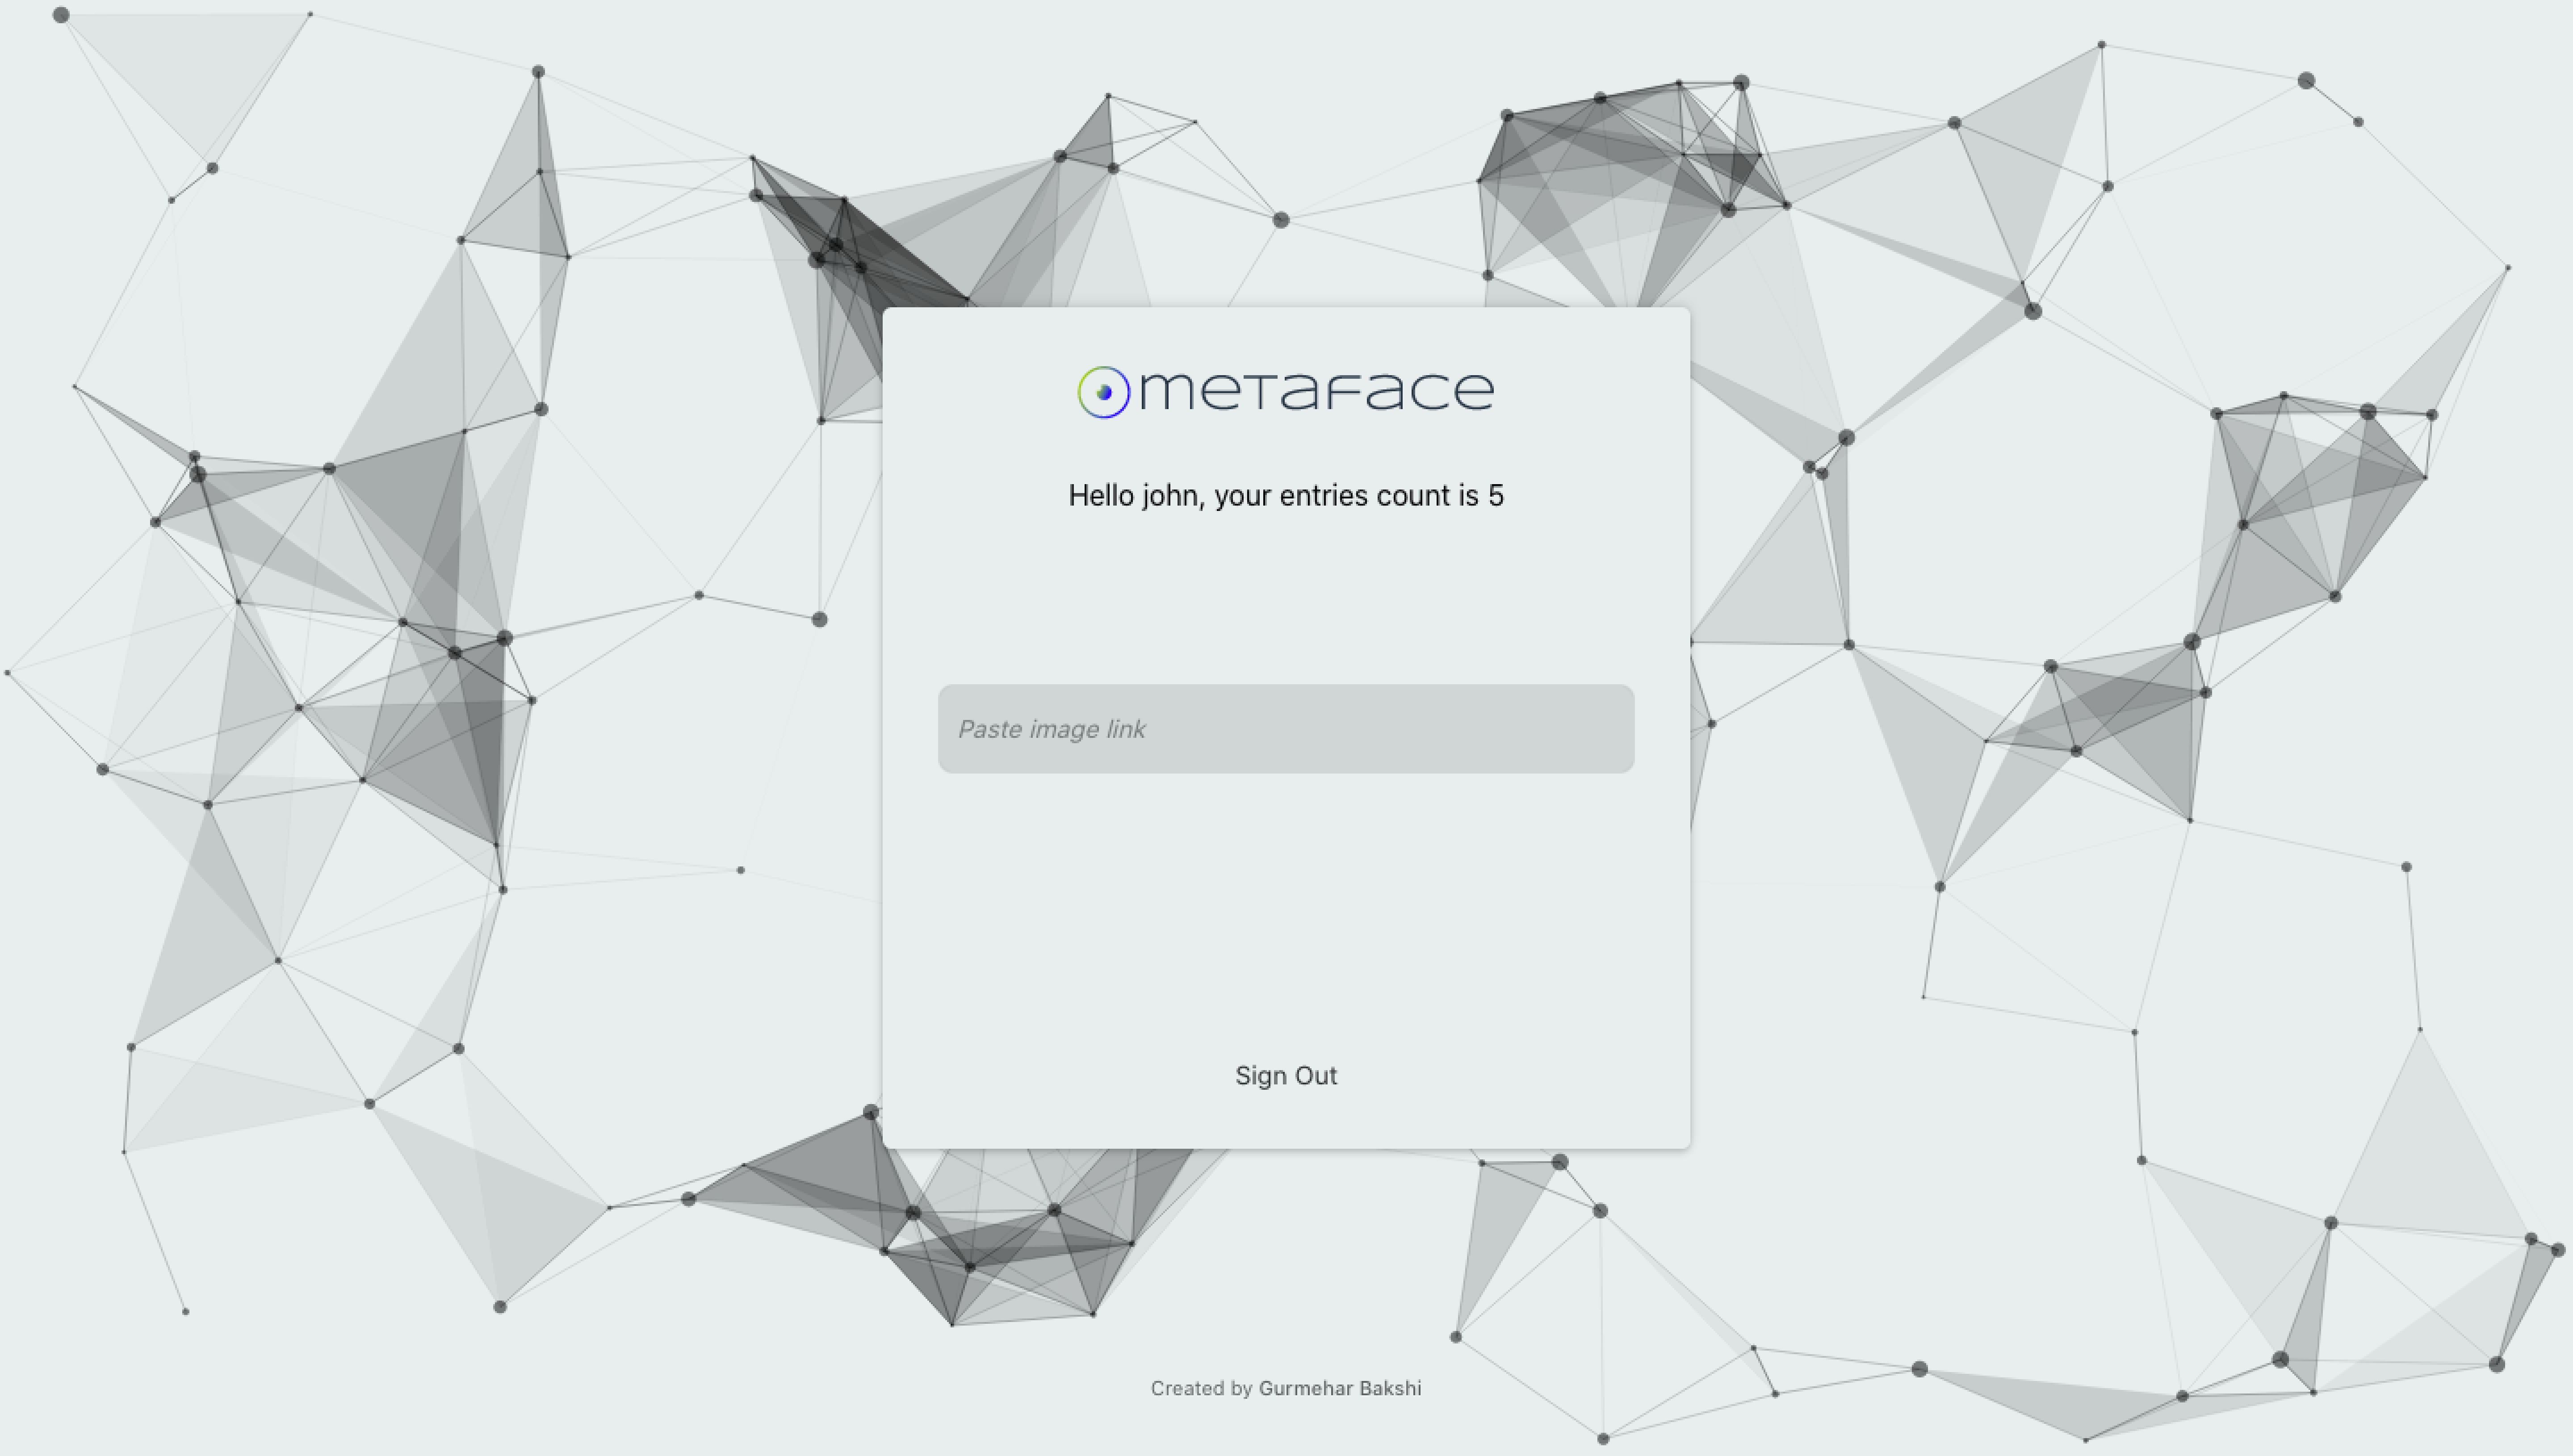 metaface
Hello john, your entries count is 5
Paste image link
Sign Out
Created by Gurmehar Bakshi